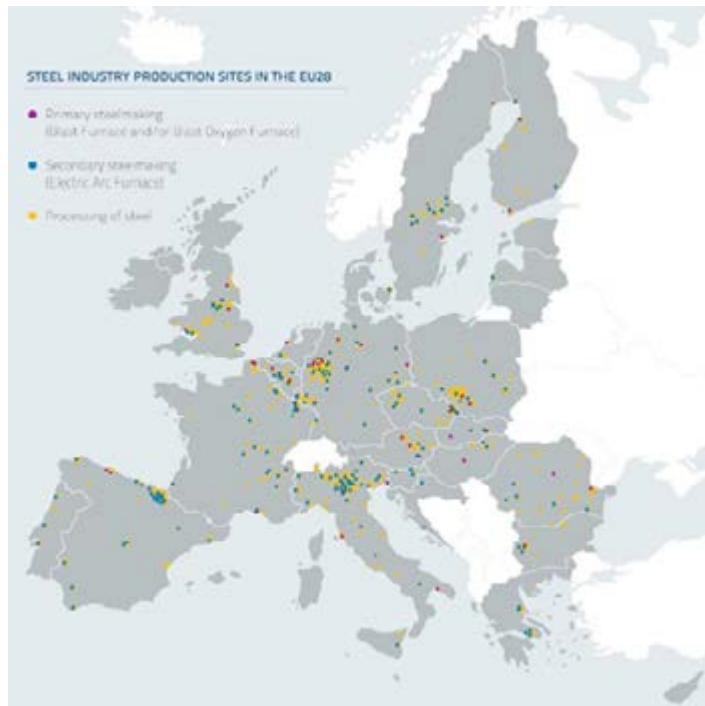 STEEL INDUSTRY PRODUCTION SITES IN THE EU28
Primary steelmaking
(Blast Furnace and/or Blast Oxygen Furnace)
Secondary steelmaking
(Electric Arc Furnace)
Processing of steel